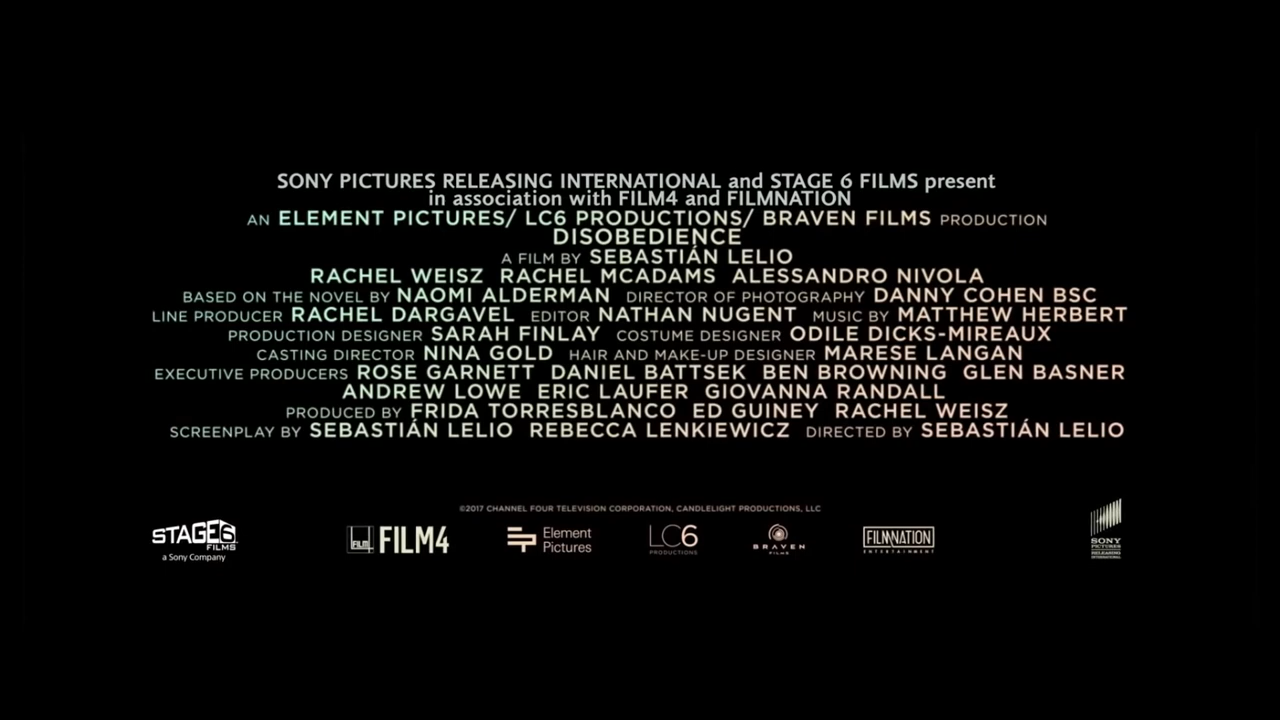 SONY PICTURES RELEASING INTERNATIONAL and STAGE 6 FILMS present
in association with FILM4 and FILMNATION
AN ELEMENT PICTURES/ LC6 PRODUCTIONS/ BRAVEN FILMS PRODUCTION
DISOBEDIENCE
A FILM BY SEBASTIÁN LELIO
RACHEL WEISZ RACHEL MCADAMS ALESSANDRO NIVOLA
BASED ON THE NOVEL BY NAOMI ALDERMAN DIRECTOR OF PHOTOGRAPHY DANNY COHEN BSC
LINE PRODUCER RACHEL DARGAVEL EDITOR NATHAN NUGENT MUSIC BY MATTHEW HERBERT
PRODUCTION DESIGNER SARAH FINLAY COSTUME DESIGNER ODILE DICKS-MIREAUX
CASTING DIRECTOR NINA GOLD HAIR AND MAKE-UP DESIGNER MARESE LANGAN
EXECUTIVE PRODUCERS ROSE GARNETT DANIEL BATTSEK BEN BROWNING GLEN BASNER
ANDREW LOWE ERIC LAUFER GIOVANNA RANDALL
PRODUCED BY FRIDA TORRESBLANCO ED GUINEY RACHEL WEISZ
SCREENPLAY BY SEBASTIÁN LELIO REBECCA LENKIEWICZ DIRECTED BY SEBASTIÁN LELIO
©2017 CHANNEL FOUR TELEVISION CORPORATION, CANDLELIGHT PRODUCTIONS, LLC
STAGE6
FILMS
a Sony Company
FILM4
FILM4
Element
Pictures
LC6
PRODUCTIONS
BRAVEN
FILMS
FILMNATION
ENTERTAINMENT
SONY
PICTURES
RELEASING
INTERNATIONAL